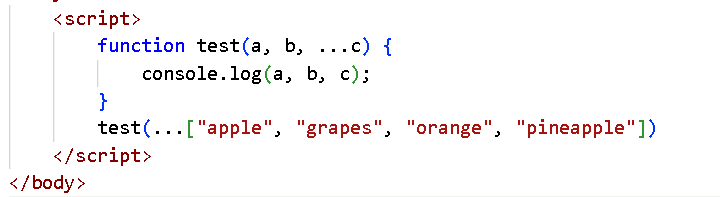 <script>
function test(a, b, ...c) {
console.log(a, b, c);
}
test(...["apple", "grapes", "orange", "pineapple"])
</script>
</body>